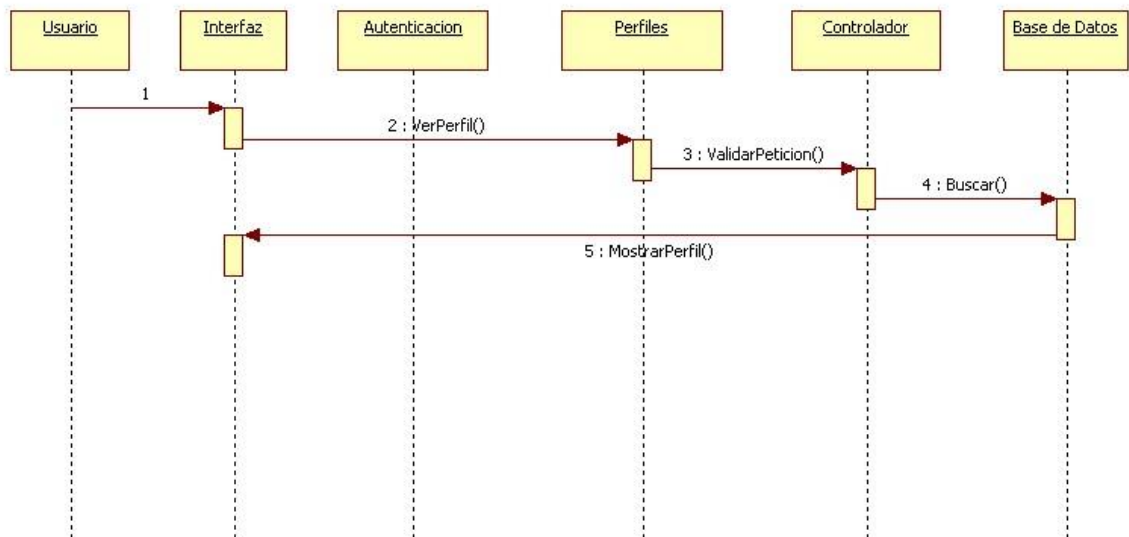 Usuario
Interfaz
Autenticacion
Perfiles
Controlador
Base de Datos
1
2 : VerPerfil()
3 : ValidarPeticion()
4 : Buscar()
5 : MostrarPerfil()